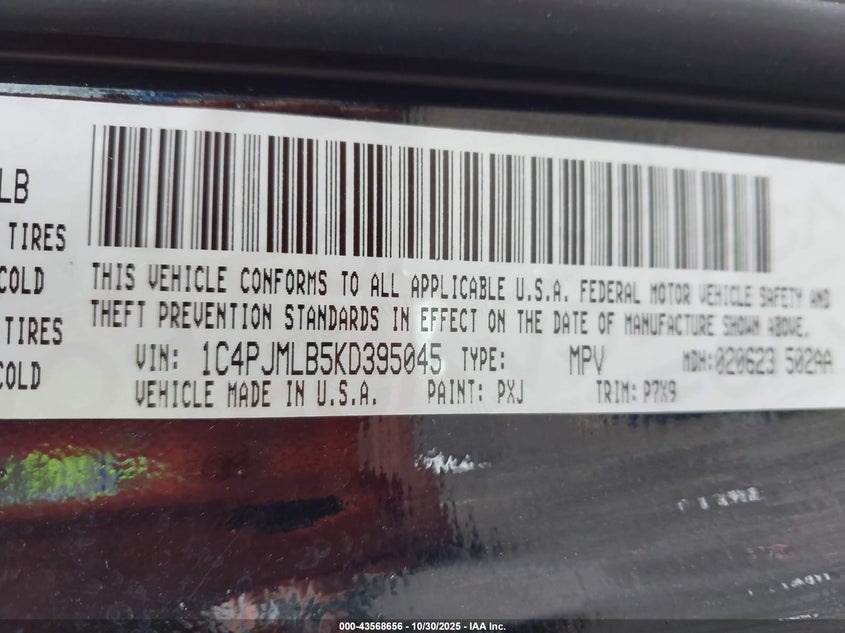 LB
TIRES
COLD
TIRES
COLD
THIS VEHICLE CONFORMS TO ALL APPLICABLE U.S.A. FEDERAL MOTOR VEHICLE SAFETY AND
THEFT PREVENTION STANDARDS IN EFFECT ON THE DATE OF MANUFACTURE SHOWN ABOVE.
VIN: 1C4PJMLB5KD395045 TYPE: MPV MDH: 020623 502AA
VEHICLE MADE IN U.S.A. PAINT: PXJ TRIM: P7X9
000-43568656 - 10/30/2025 - IAA Inc.